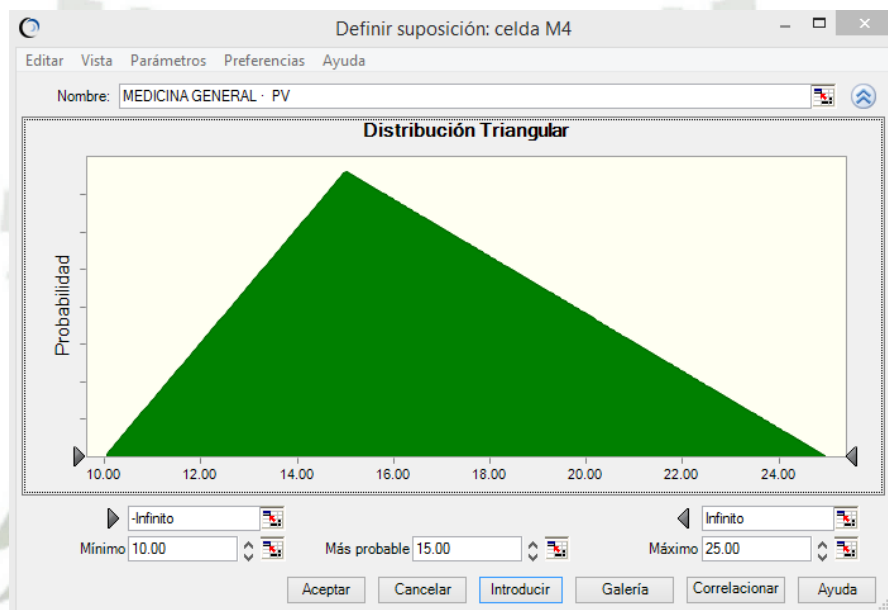 Definir suposición: celda M4
Editar Vista Parámetros Preferencias Ayuda
Nombre: MEDICINA GENERAL · PV
Distribución Triangular
Probabilidad
10.00 12.00 14.00 16.00 18.00 20.00 22.00 24.00
-Infinito Infinito
Mínimo 10.00 Más probable 15.00 Máximo 25.00
Aceptar Cancelar Introducir Galería Correlacionar Ayuda